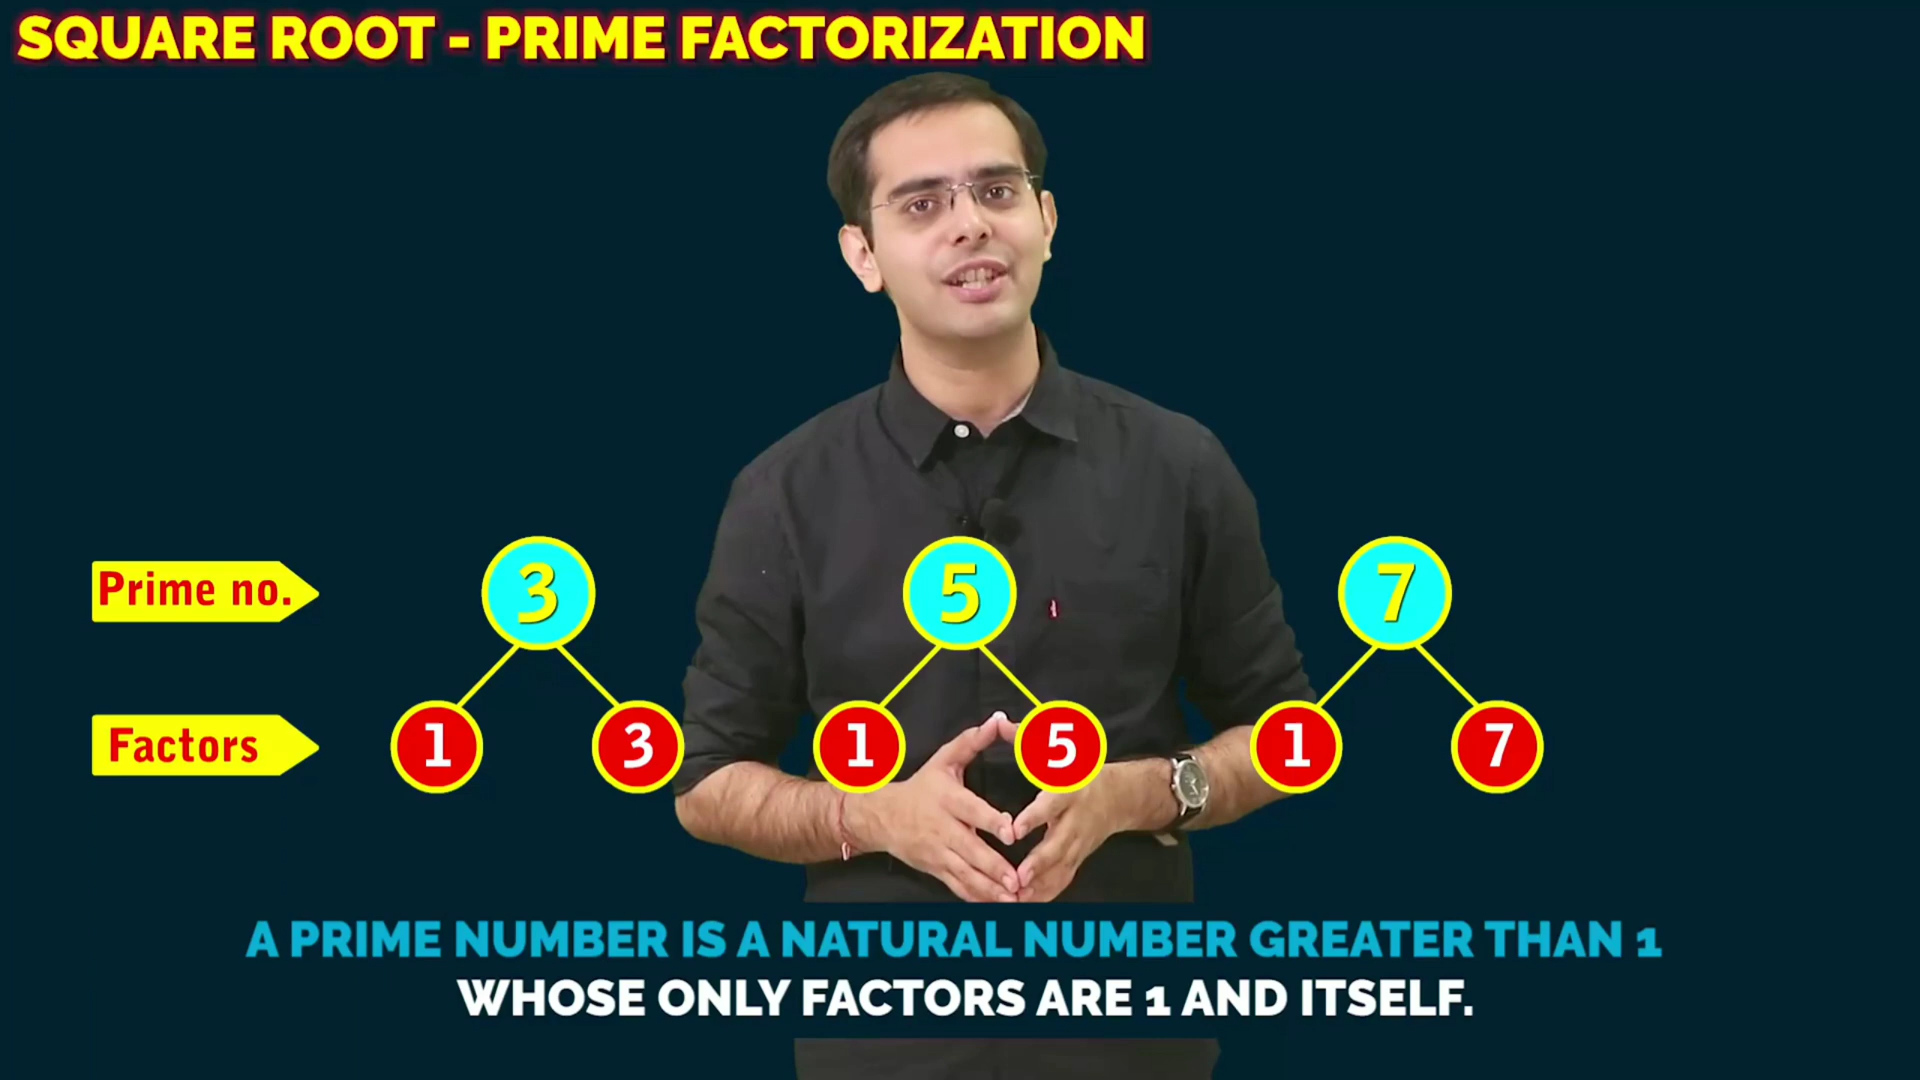 SQUARE ROOT - PRIME FACTORIZATION
Prime no. 3 5 7
Factors 1 3 1 5 1 7
A PRIME NUMBER IS A NATURAL NUMBER GREATER THAN 1
WHOSE ONLY FACTORS ARE 1 AND ITSELF.